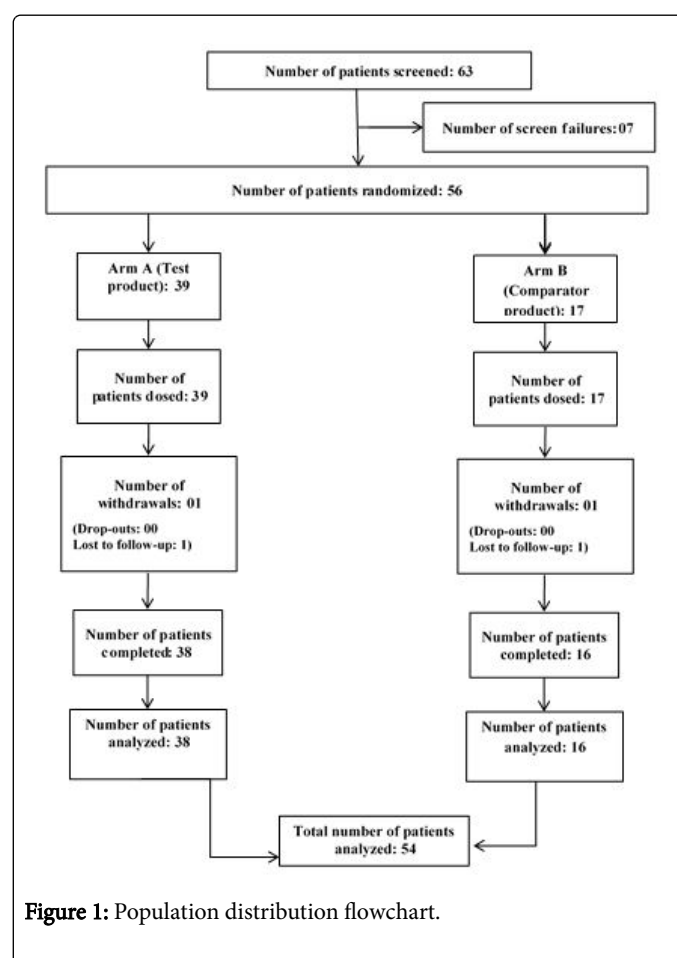 Number of patients screened: 63
Number of screen failures:07
Number of patients randomized: 56
Arm A (Test
product): 39
Number of
patients dosed: 39
Number of
withdrawals: 01
(Drop-outs: 00
Lost to follow-up: 1)
Number of patients
completed: 38
Number of patients
analyzed: 38
Arm B
(Comparator
product): 17
Number of
patients dosed: 17
Number of
withdrawals: 01
(Drop-outs: 00
Lost to follow-up: 1)
Number of patients
completed: 16
Number of patients
analyzed: 16
Total number of patients
analyzed: 54
Figure 1: Population distribution flowchart.